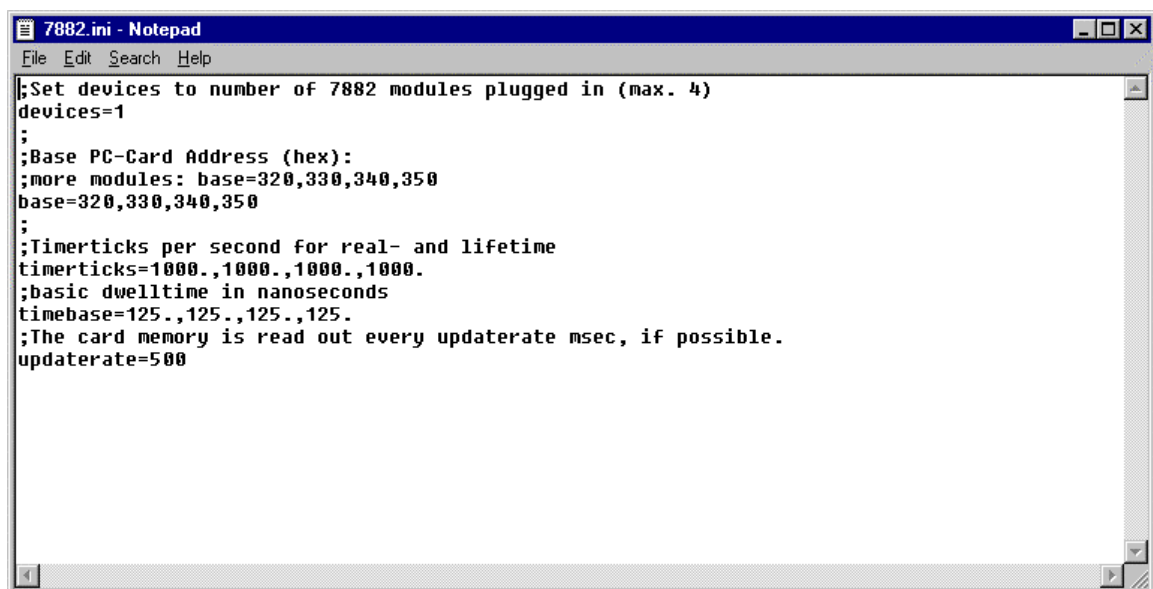 7882.ini - Notepad
File Edit Search Help
;Set devices to number of 7882 modules plugged in (max. 4)
devices=1
;
;Base PC-Card Address (hex):
;more modules: base=320,330,340,350
base=320,330,340,350
;
;Timerticks per second for real- and lifetime
timerticks=1000.,1000.,1000.,1000.
;basic dwelltime in nanoseconds
timebase=125.,125.,125.,125.
;The card memory is read out every updaterate msec, if possible.
updaterate=500